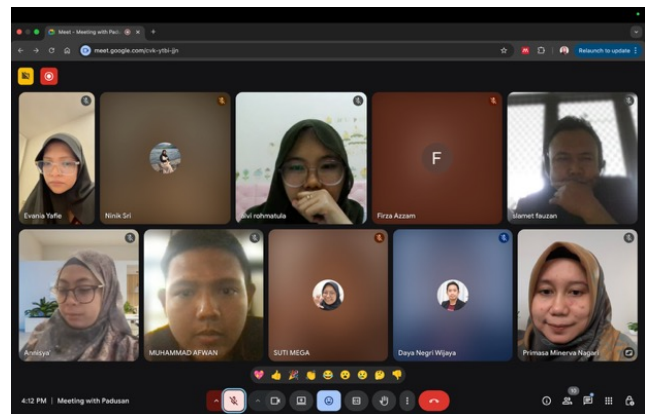 Meet - Meeting with Padu
meet.google.com/cvk-ytbi-jjn
Relaunch to update
Evania Yafie
Ninik Sri
alvi rohmatula
F
Firza Azzam
slamet fauzan
Annisya'
MUHAMMAD AFWAN
SUTI MEGA
Daya Negri Wijaya
Primasa Minerva Nagari
4:12 PM | Meeting with Padusan
10